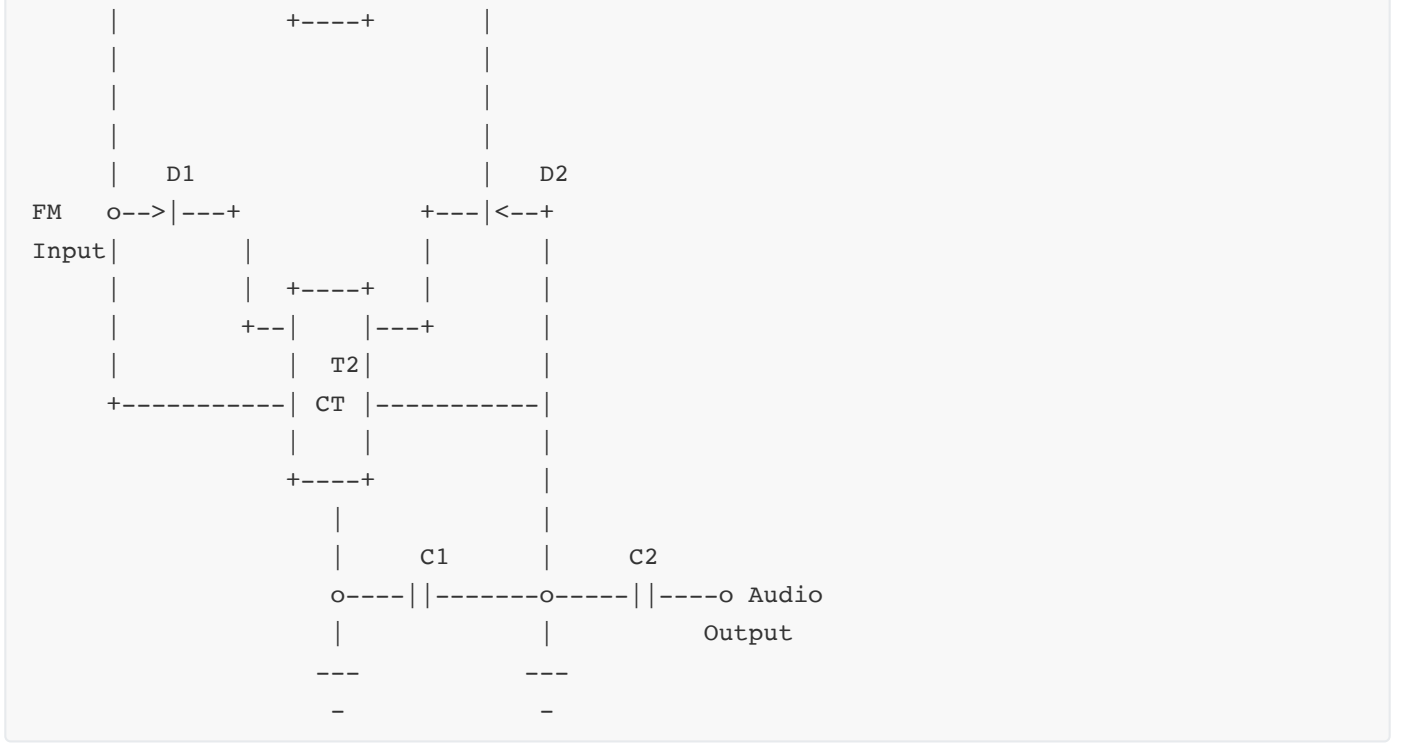 |            +----+       |
|                         |
|                         |
|                         |
|   D1                    |   D2
FM   o-->|---+            +---|<--+
Input|        |           |       |
|        |  +----+   |       |
|        +--|    |---+       |
|           |  T2|           |
+-----------| CT |-----------|
|    |           |
+----+           |
|             |
|     C1      |     C2
o----||-------o-----||----o Audio
|             |          Output
---           ---
-             -